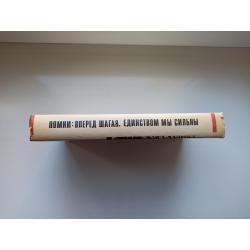 ПОМНИ: ВПЕРЕД ШАГАЯ, ЕДИНСТВОМ МЫ СИЛЬНЫ